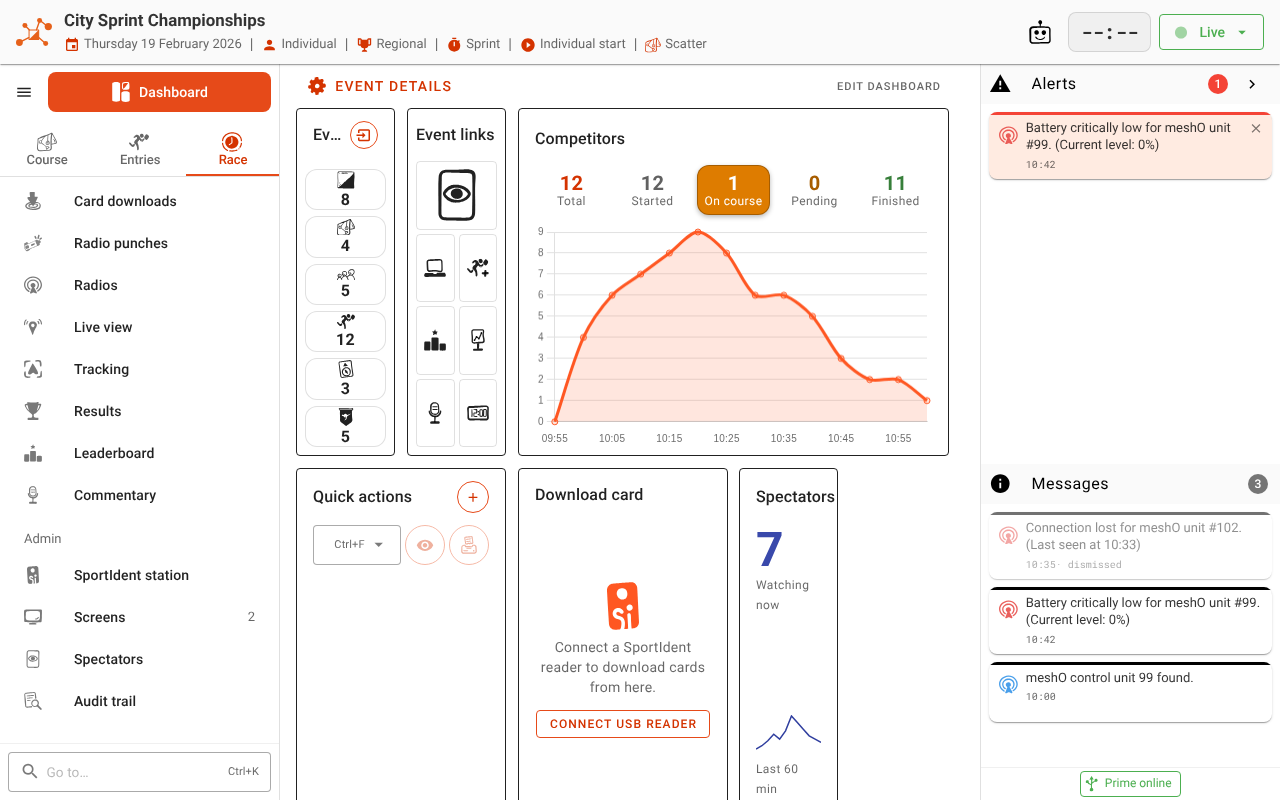 City Sprint Championships
Thursday 19 February 2026 | Individual | Regional | Sprint | Individual start | Scatter
--:--
Live
Dashboard
Course
Entries
Race
Card downloads
Radio punches
Radios
Live view
Tracking
Results
Leaderboard
Commentary
Admin
SportIdent station
Screens 2
Spectators
Audit trail
Go to...
Ctrl+K
EVENT DETAILS
EDIT DASHBOARD
Ev...
8
4
5
12
3
5
Event links
12:00
Competitors
12 12 1 0 11
Total Started On course Pending Finished
9
8
7
6
5
4
3
2
1
0
09:55 10:05 10:15 10:25 10:35 10:45 10:55
Quick actions
+
Ctrl+F
Download card
Si
Connect a SportIdent
reader to download cards
from here.
CONNECT USB READER
Spectators
7
Watching
now
Last 60
min
Alerts 1
Battery critically low for meshO unit
#99. (Current level: 0%)
10:42
Messages 3
Connection lost for meshO unit #102.
(Last seen at 10:33)
10:35· dismissed
Battery critically low for meshO unit #99.
(Current level: 0%)
10:42
meshO control unit 99 found.
10:00
Prime online